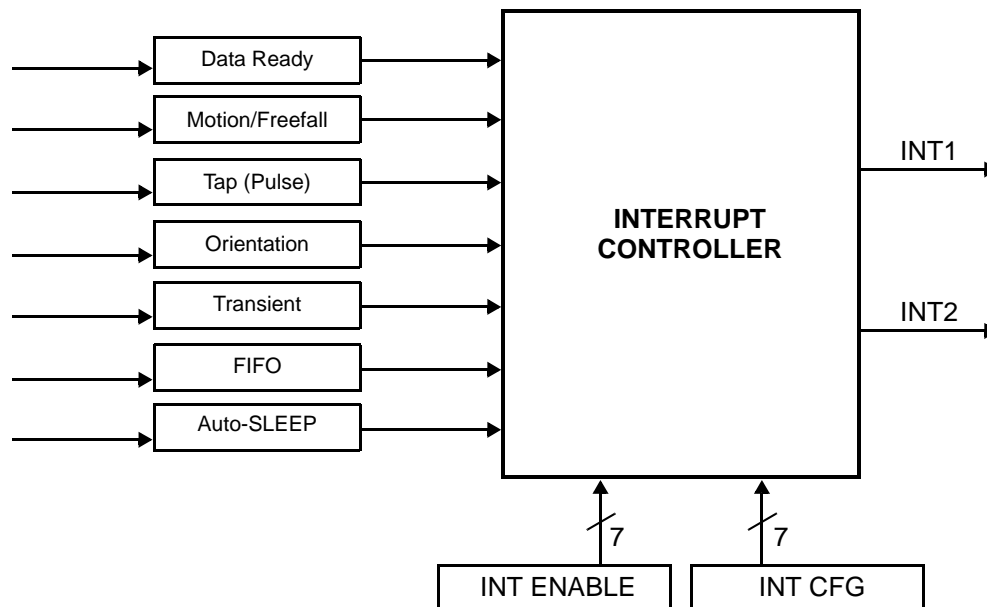 Data Ready
Motion/Freefall
Tap (Pulse)
Orientation
Transient
FIFO
Auto-SLEEP
INTERRUPT
CONTROLLER
INT1
INT2
7
7
INT ENABLE
INT CFG